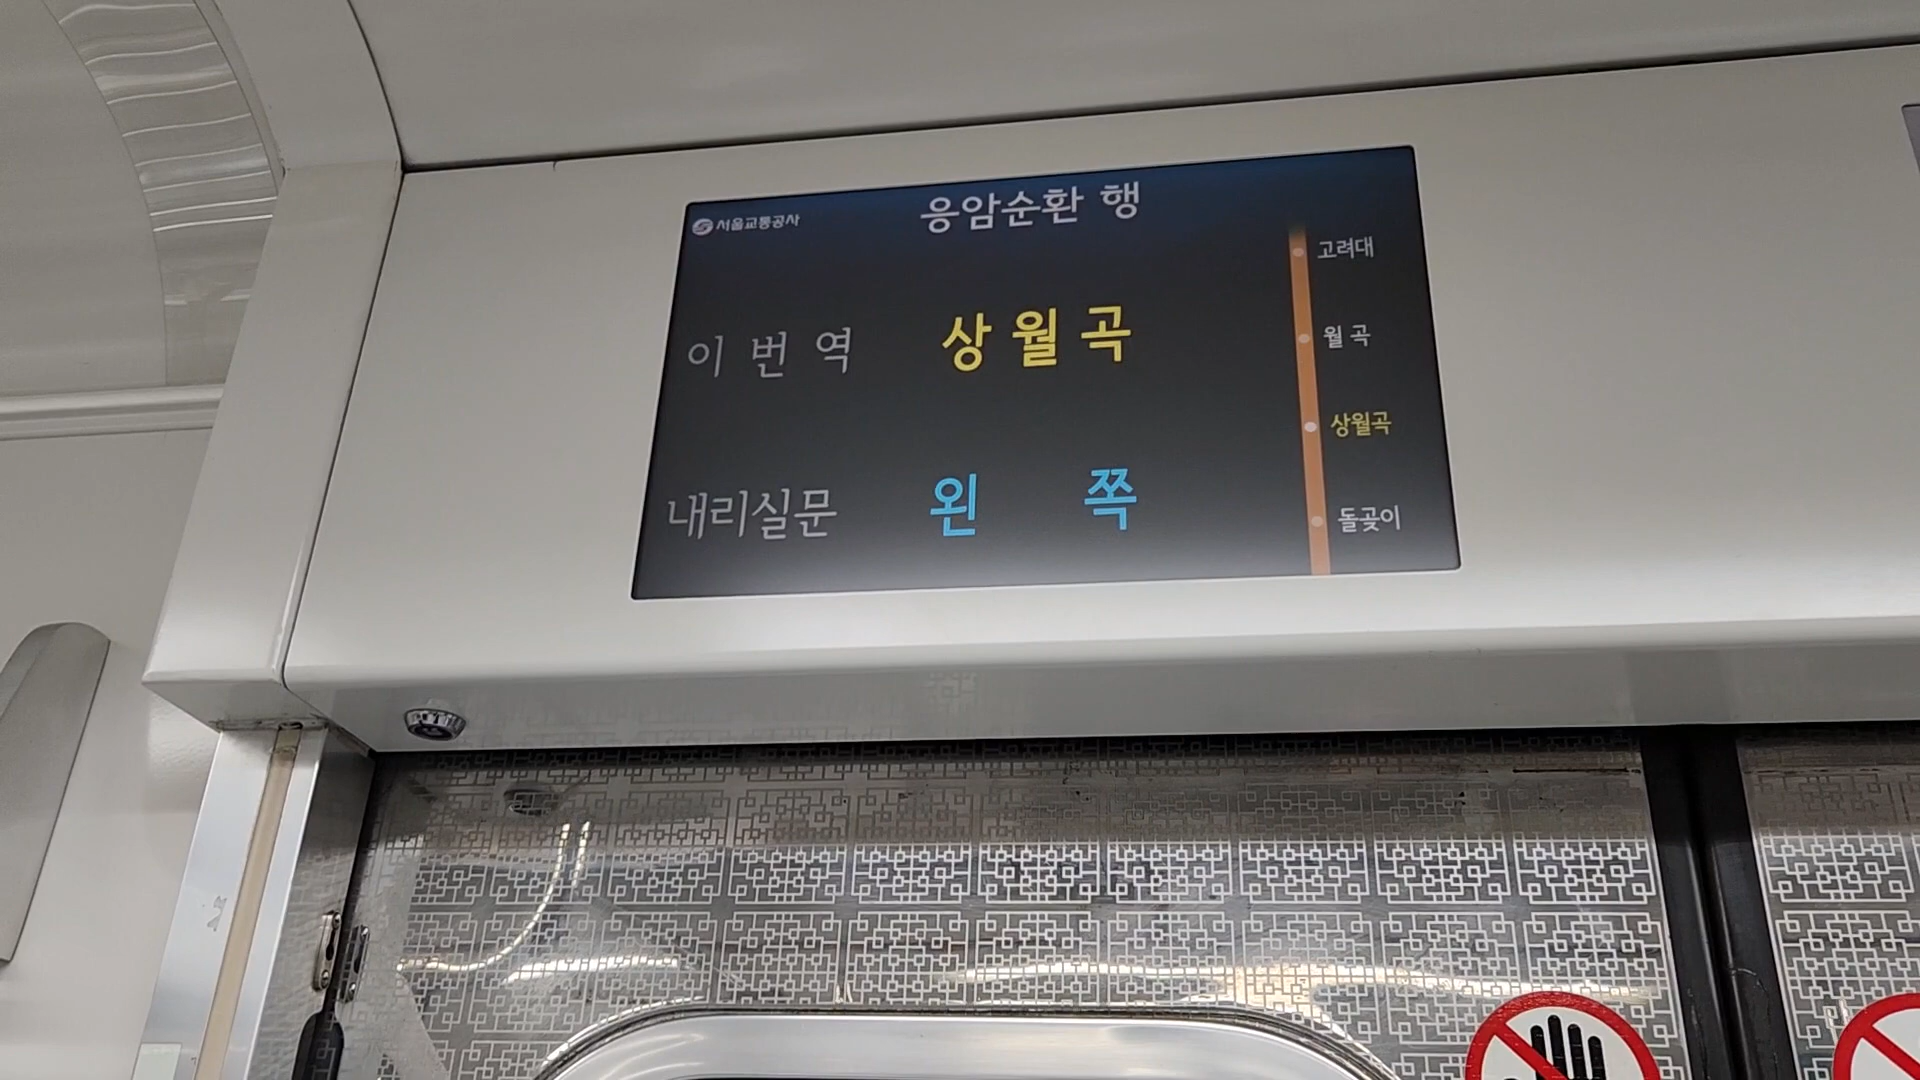 서울교통공사
응암순환 행
이번역 상월곡
내리실문 왼쪽
고려대
월곡
상월곡
돌곶이